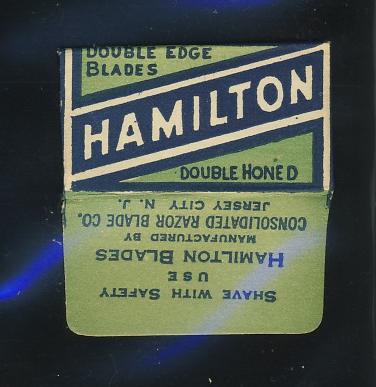 DOUBLE EDGE
BLADES
HAMILTON
DOUBLE HONED
SHAVE WITH SAFETY
USE
HAMILTON BLADES
MANUFACTURED BY
CONSOLIDATED RAZOR BLADE CO.
JERSEY CITY N. J.